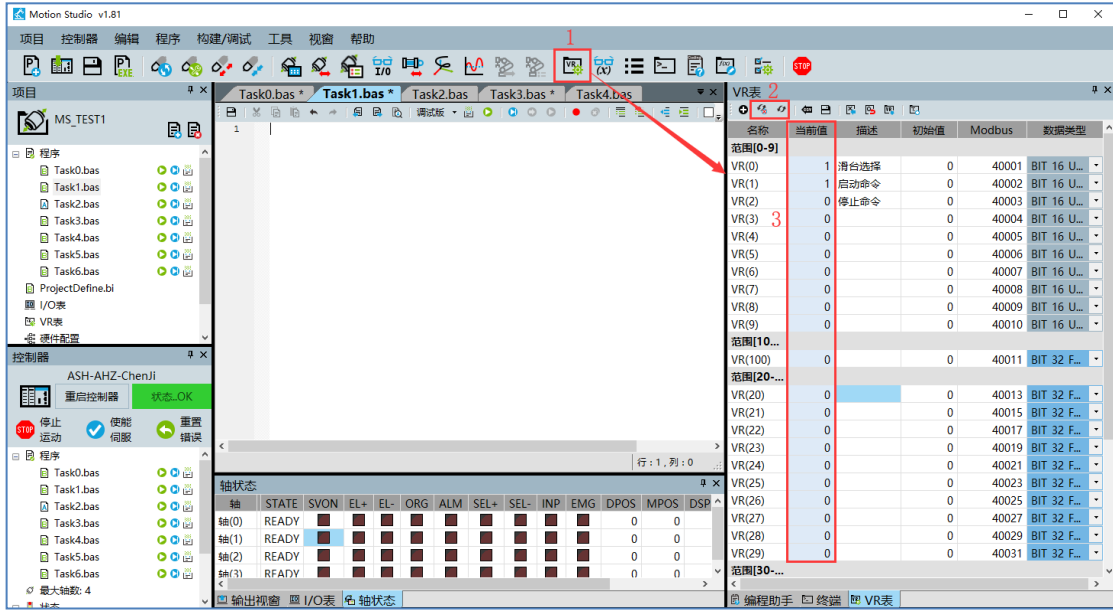 Motion Studio v1.81
项目 控制器 编辑 程序 构建/调试 工具 视窗 帮助
1
P EXE I/O VR (x) STOP
项目
MS_TEST1
程序
Task0.bas
Task1.bas
Task2.bas
Task3.bas
Task4.bas
Task5.bas
Task6.bas
ProjectDefine.bi
I/O表
VR表
硬件配置
控制器
ASH-AHZ-ChenJi
重启控制器 状态..OK
STOP 停止运动 使能伺服 重置错误
程序
Task0.bas
Task1.bas
Task2.bas
Task3.bas
Task4.bas
Task5.bas
Task6.bas
最大轴数: 4
状态
Task0.bas * Task1.bas * Task2.bas Task3.bas * Task4.bas
调试版
1
行:1,列:0
轴状态
轴 STATE SVON EL+ EL- ORG ALM SEL+ SEL- INP EMG DPOS MPOS DSP
轴(0) READY 0 0
轴(1) READY 0 0
轴(2) READY 0 0
轴(3) READY 0 0
输出视窗 I/O表 轴状态
VR表 2
名称 当前值 描述 初始值 Modbus 数据类型
范围[0-9]
VR(0) 1 滑台选择 0 40001 BIT 16 U...
VR(1) 1 启动命令 0 40002 BIT 16 U...
VR(2) 0 停止命令 0 40003 BIT 16 U...
VR(3) 3 0 0 40004 BIT 16 U...
VR(4) 0 0 40005 BIT 16 U...
VR(5) 0 0 40006 BIT 16 U...
VR(6) 0 0 40007 BIT 16 U...
VR(7) 0 0 40008 BIT 16 U...
VR(8) 0 0 40009 BIT 16 U...
VR(9) 0 0 40010 BIT 16 U...
范围[10...
VR(100) 0 0 40011 BIT 32 F...
范围[20-...
VR(20) 0 0 40013 BIT 32 F...
VR(21) 0 0 40015 BIT 32 F...
VR(22) 0 0 40017 BIT 32 F...
VR(23) 0 0 40019 BIT 32 F...
VR(24) 0 0 40021 BIT 32 F...
VR(25) 0 0 40023 BIT 32 F...
VR(26) 0 0 40025 BIT 32 F...
VR(27) 0 0 40027 BIT 32 F...
VR(28) 0 0 40029 BIT 32 F...
VR(29) 0 0 40031 BIT 32 F...
范围[30-...
编程助手 终端 VR表